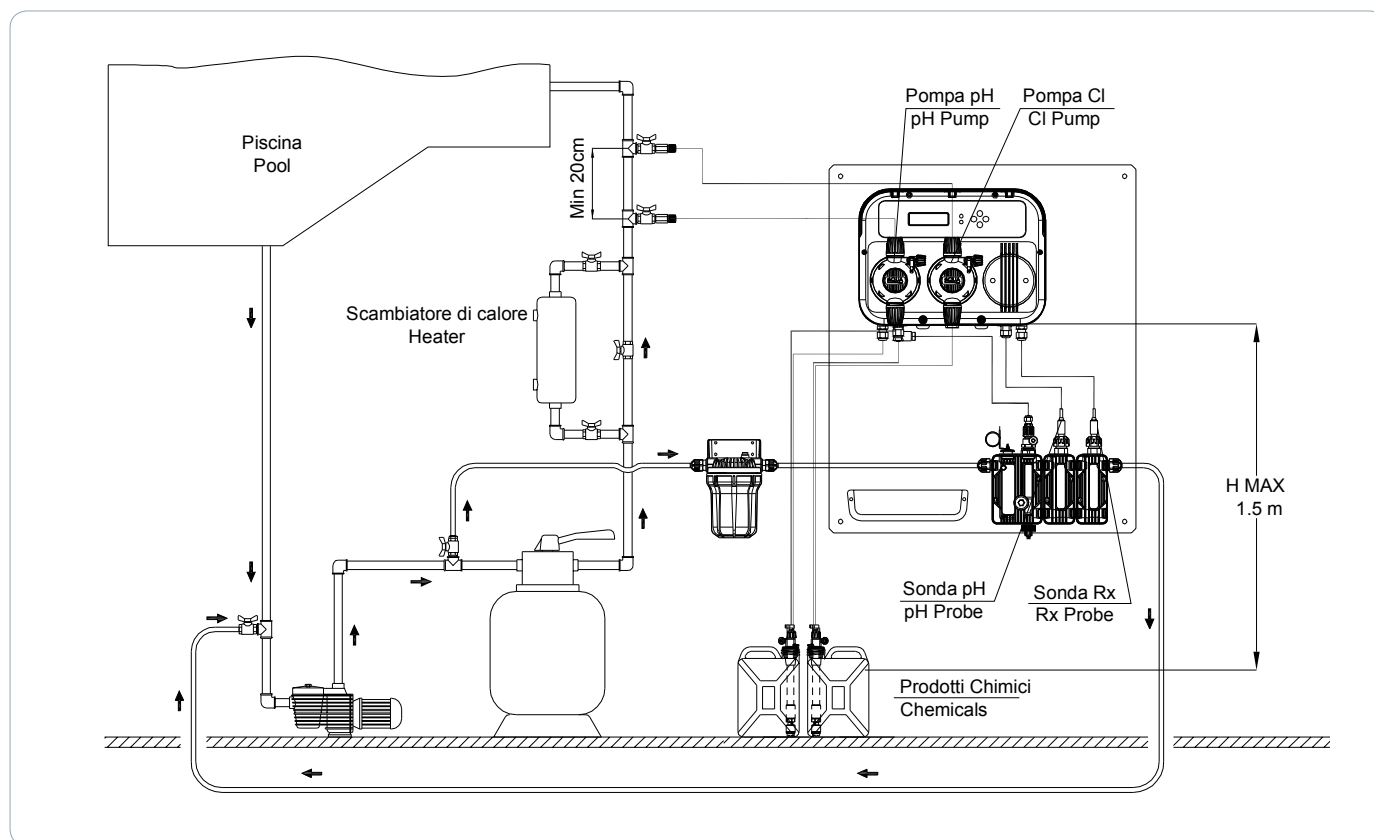 Pompa pH
pH Pump
Pompa Cl
Cl Pump
Piscina
Pool
Min 20cm
Scambiatore di calore
Heater
H MAX
1.5 m
Sonda pH
pH Probe
Sonda Rx
Rx Probe
Prodotti Chimici
Chemicals